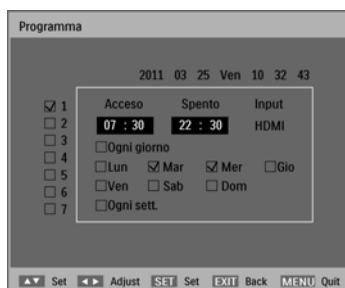 Programma
2011 03 25 Ven 10 32 43
1 Acceso Spento Input
2 07 : 30 22 : 30 HDMI
3 Ogni giorno
4 Lun Mar Mer Gio
5 Ven Sab Dom
6 Ogni sett.
7
Set Adjust SET Set EXIT Back MENU Quit